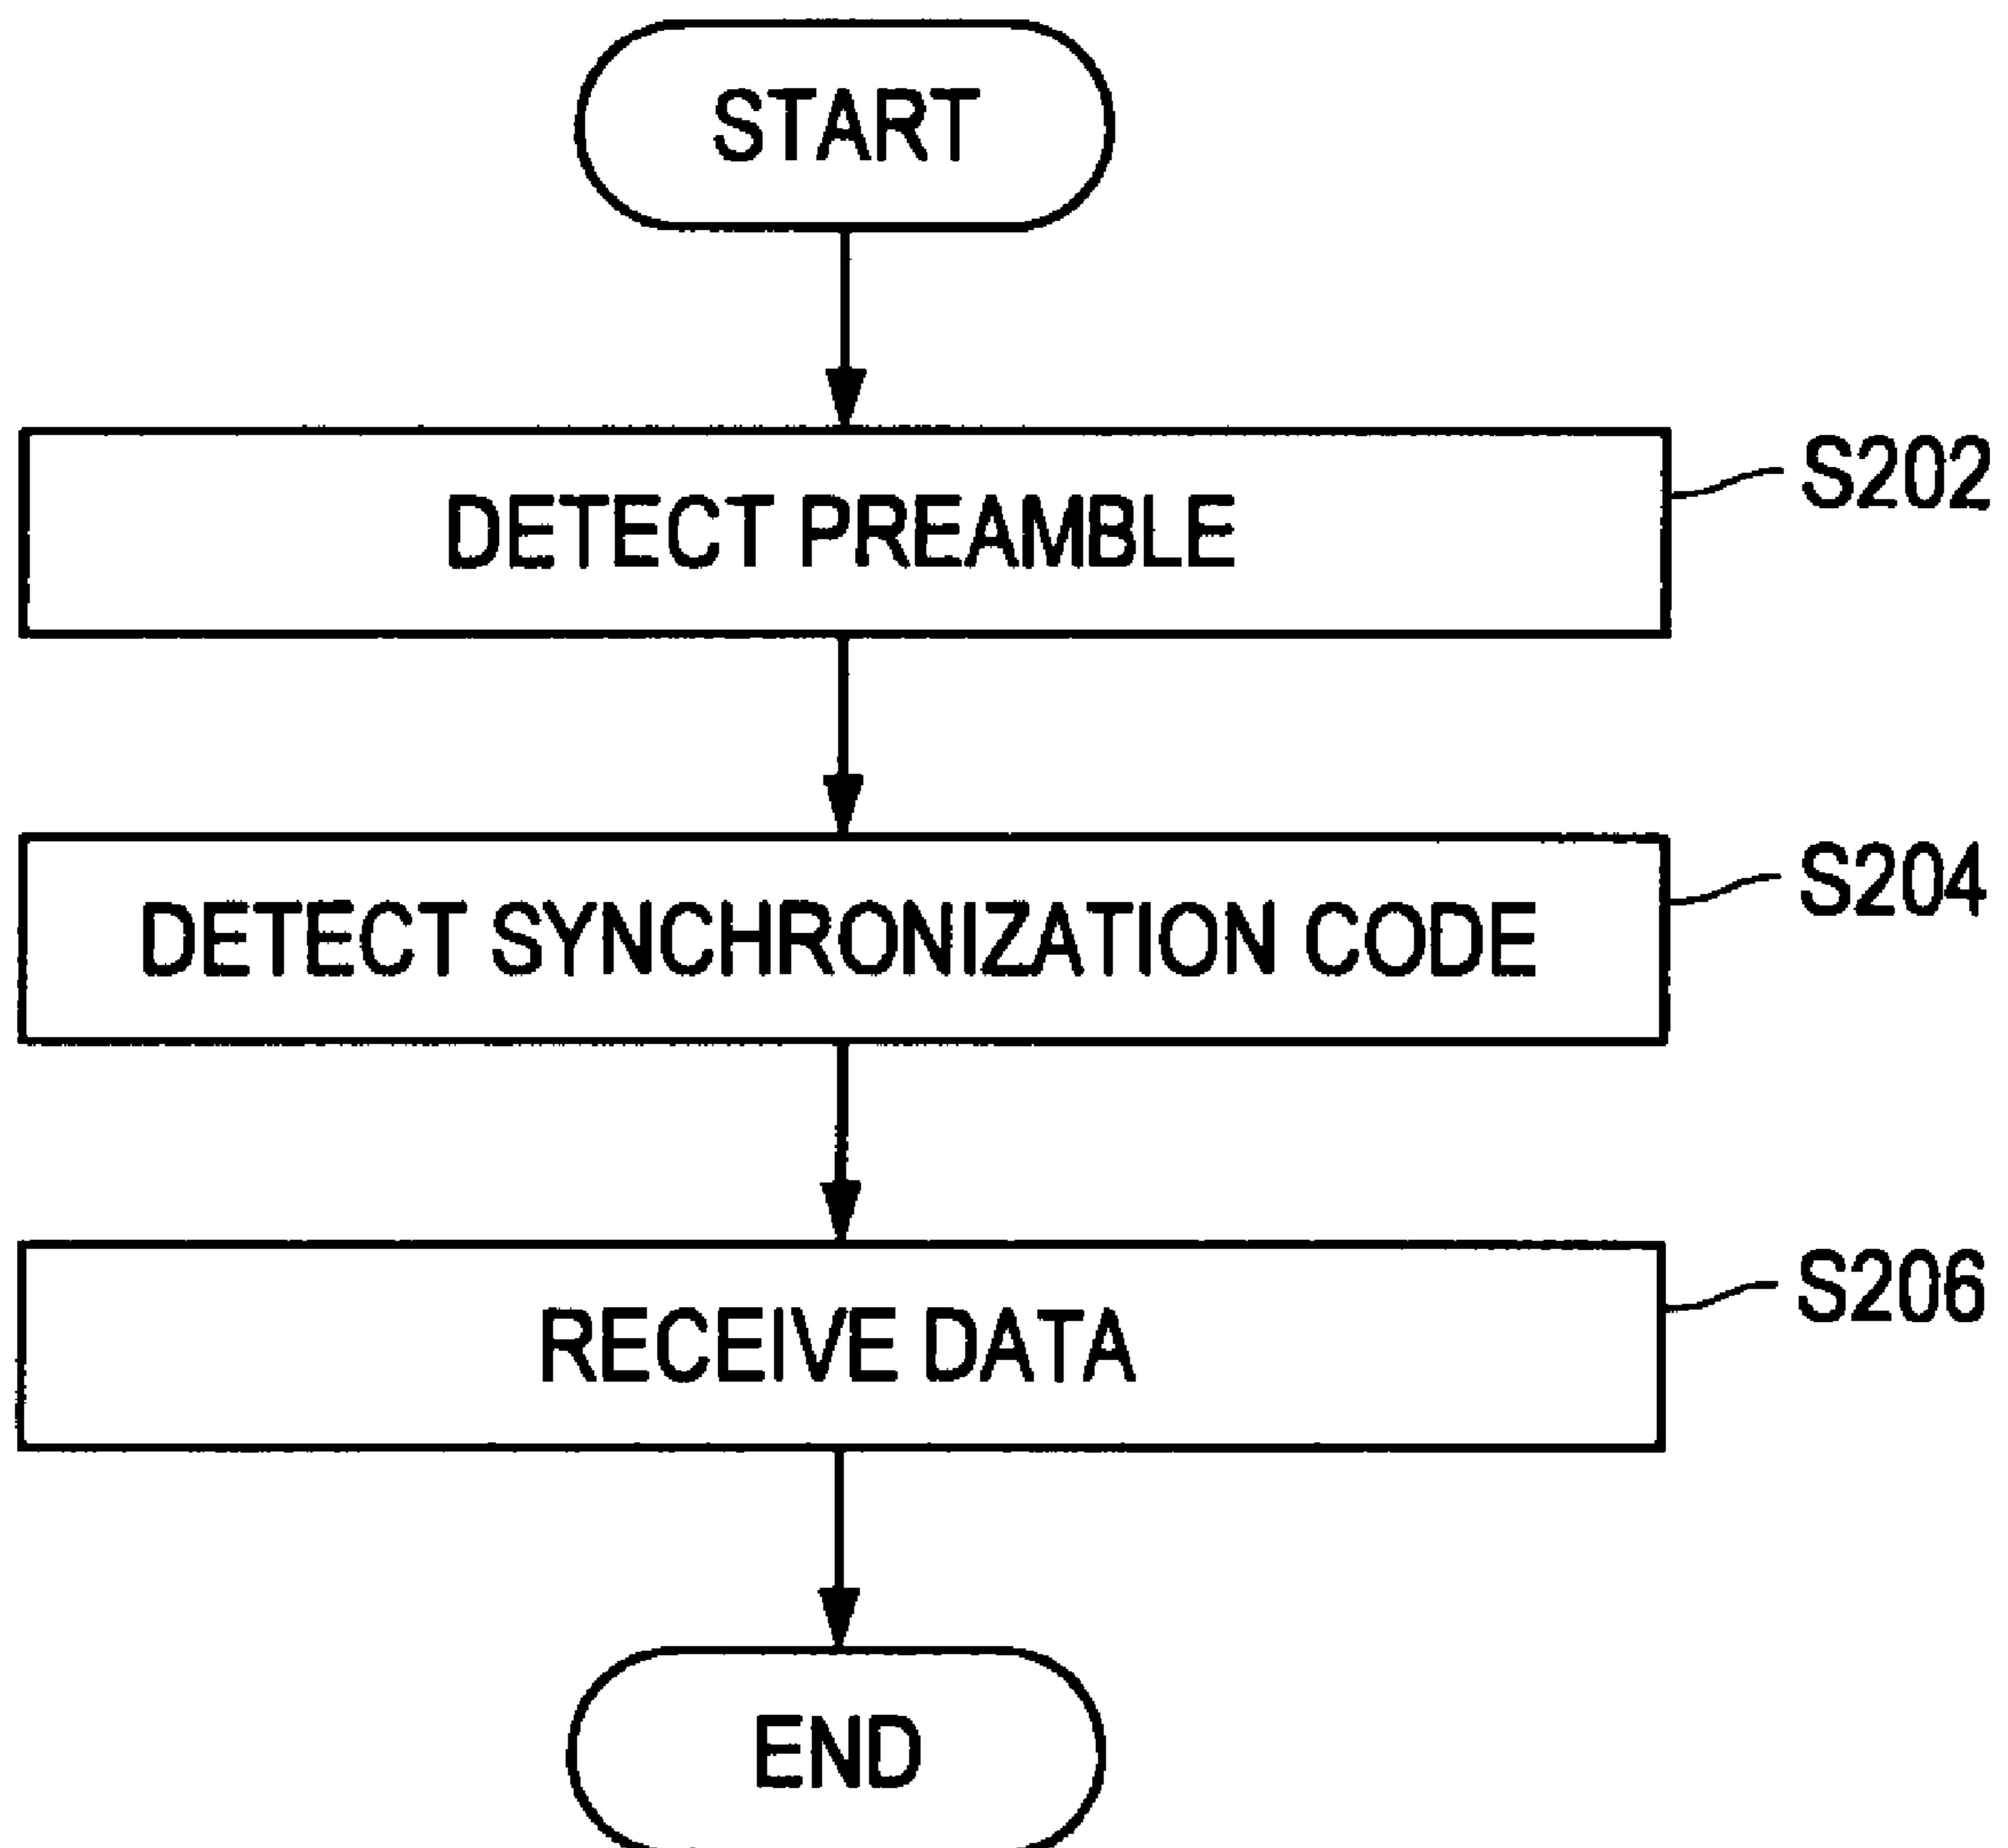 START
DETECT PREAMBLE
S202
DETECT SYNCHRONIZATION CODE
S204
RECEIVE DATA
S206
END